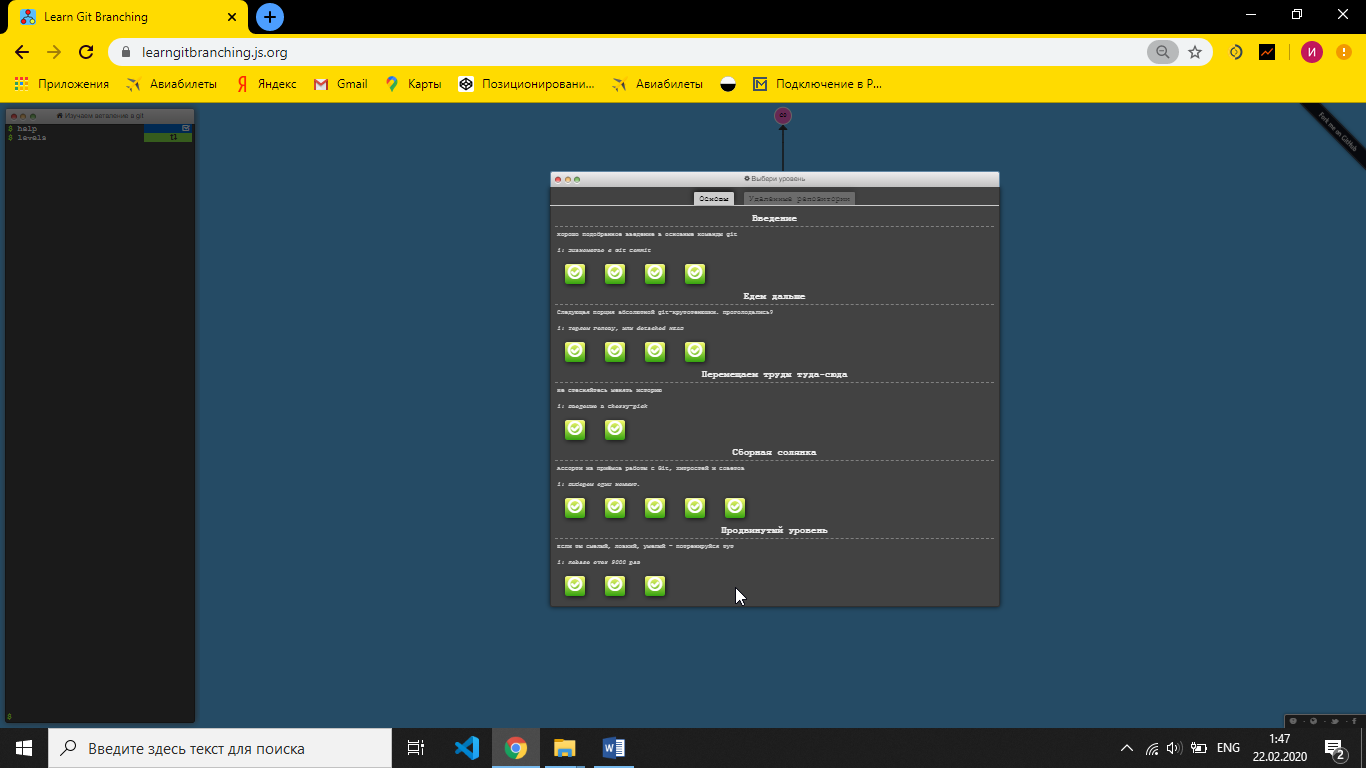 Learn Git Branching
learngitbranching.js.org
И
Приложения
Авиабилеты
Яндекс
Gmail
Карты
Позиционировани...
Авиабилеты
Подключение в Р...
Изучаем ветвление в git
$ help
$ levels
$
Fork me on GitHub
Выбери уровень
Основы
Удаленные репозитории
Введение
хорошо подобранное введение в основные команды git
1: знакомство с Git Commit
Едем дальше
Следующая порция абсолютной git-крутотенюшки. проголодались?
1: теряем голову, или detached HEAD
Перемещаем труды туда-сюда
не стесняйтесь менять историю
1: введение в Cherry-pick
Сборная солянка
ассорти из приёмов работы с Git, хитростей и советов
1: выберем один коммит.
Продвинутый уровень
если ты смелый, ловкий, умелый - потренируйся тут
1: rebase over 9000 раз
Введите здесь текст для поиска
ENG
1:47
22.02.2020
2